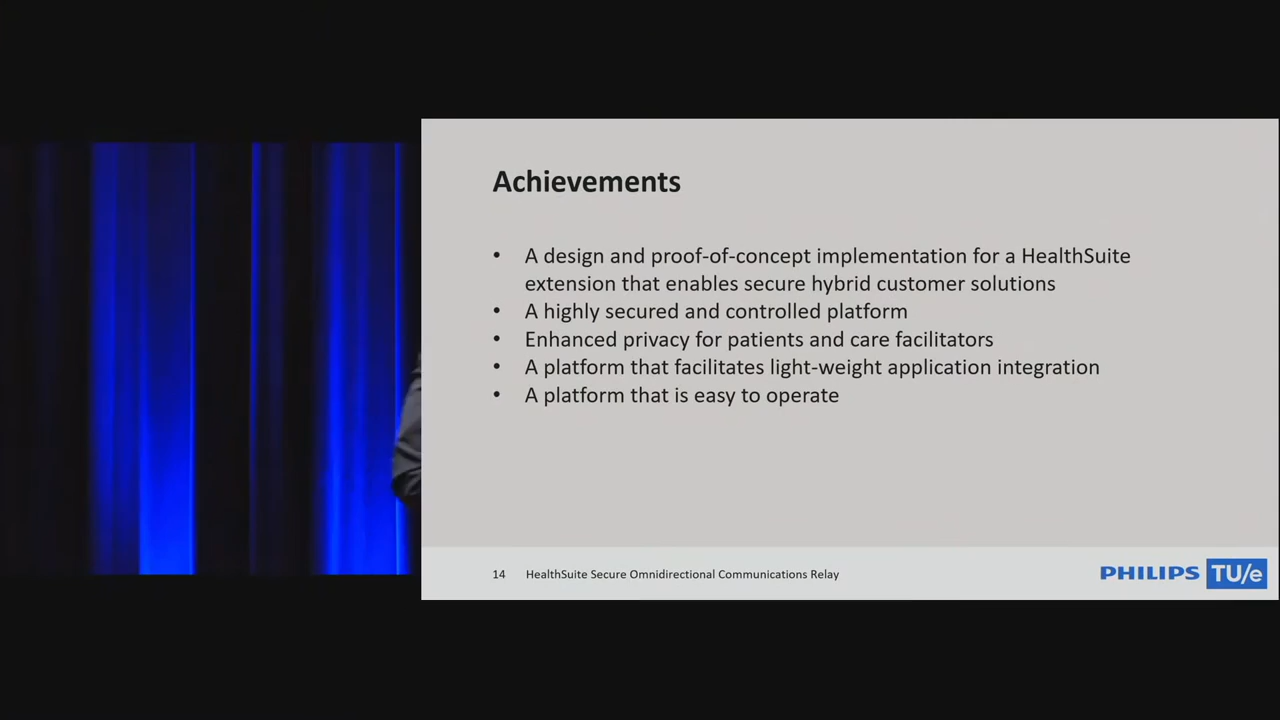 Achievements
• A design and proof-of-concept implementation for a HealthSuite
extension that enables secure hybrid customer solutions
• A highly secured and controlled platform
• Enhanced privacy for patients and care facilitators
• A platform that facilitates light-weight application integration
• A platform that is easy to operate
14 HealthSuite Secure Omnidirectional Communications Relay
PHILIPS TU/e